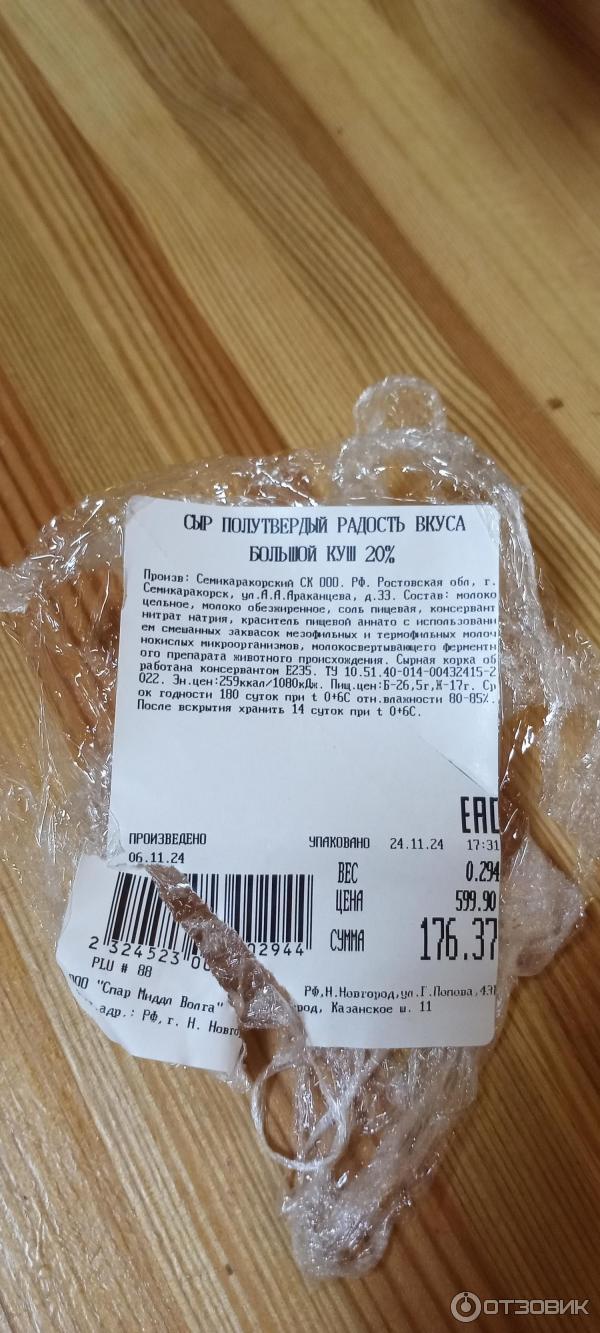 СЫР ПОЛУТВЕРДЫЙ РАДОСТЬ ВКУСА
БОЛЬШОЙ КУШ 20%
Произв: Семикаракорский СК ООО. РФ. Ростовская обл, г.
Семикаракорск, ул.А.А.Араканцева, д.33. Состав: молоко
цельное, молоко обезжиренное, соль пищевая, консервант
нитрат натрия, краситель пищевой аннато с использовани
ем смешанных заквасок мезофильных и термофильных молоч
нокислых микроорганизмов, молокосвертывающего ферментн
ого препарата животного происхождения. Сырная корка об
работана консервантом Е235. ТУ 10.51.40-014-00432415-2
022. Эн.цен:259ккал/1080кДж. Пищ.цен:Б-26,5г,Ж-17г. Ср
ок годности 180 суток при t 0+6С отн.влажности 80-85%.
После вскрытия хранить 14 суток при t 0+6С.
EAC
ПРОИЗВЕДЕНО УПАКОВАНО 24.11.24 17:31
06.11.24
ВЕС 0.294
ЦЕНА 599.90
СУММА 176.37
2 324523 00 02944
PLU # 88
ООО "Спар Миддл Волга" РФ,Н.Новгород,ул.Г.Попова,43
.адр.: РФ,г. Н. Новго род, Казанское ш. 11
ОТЗОВИК